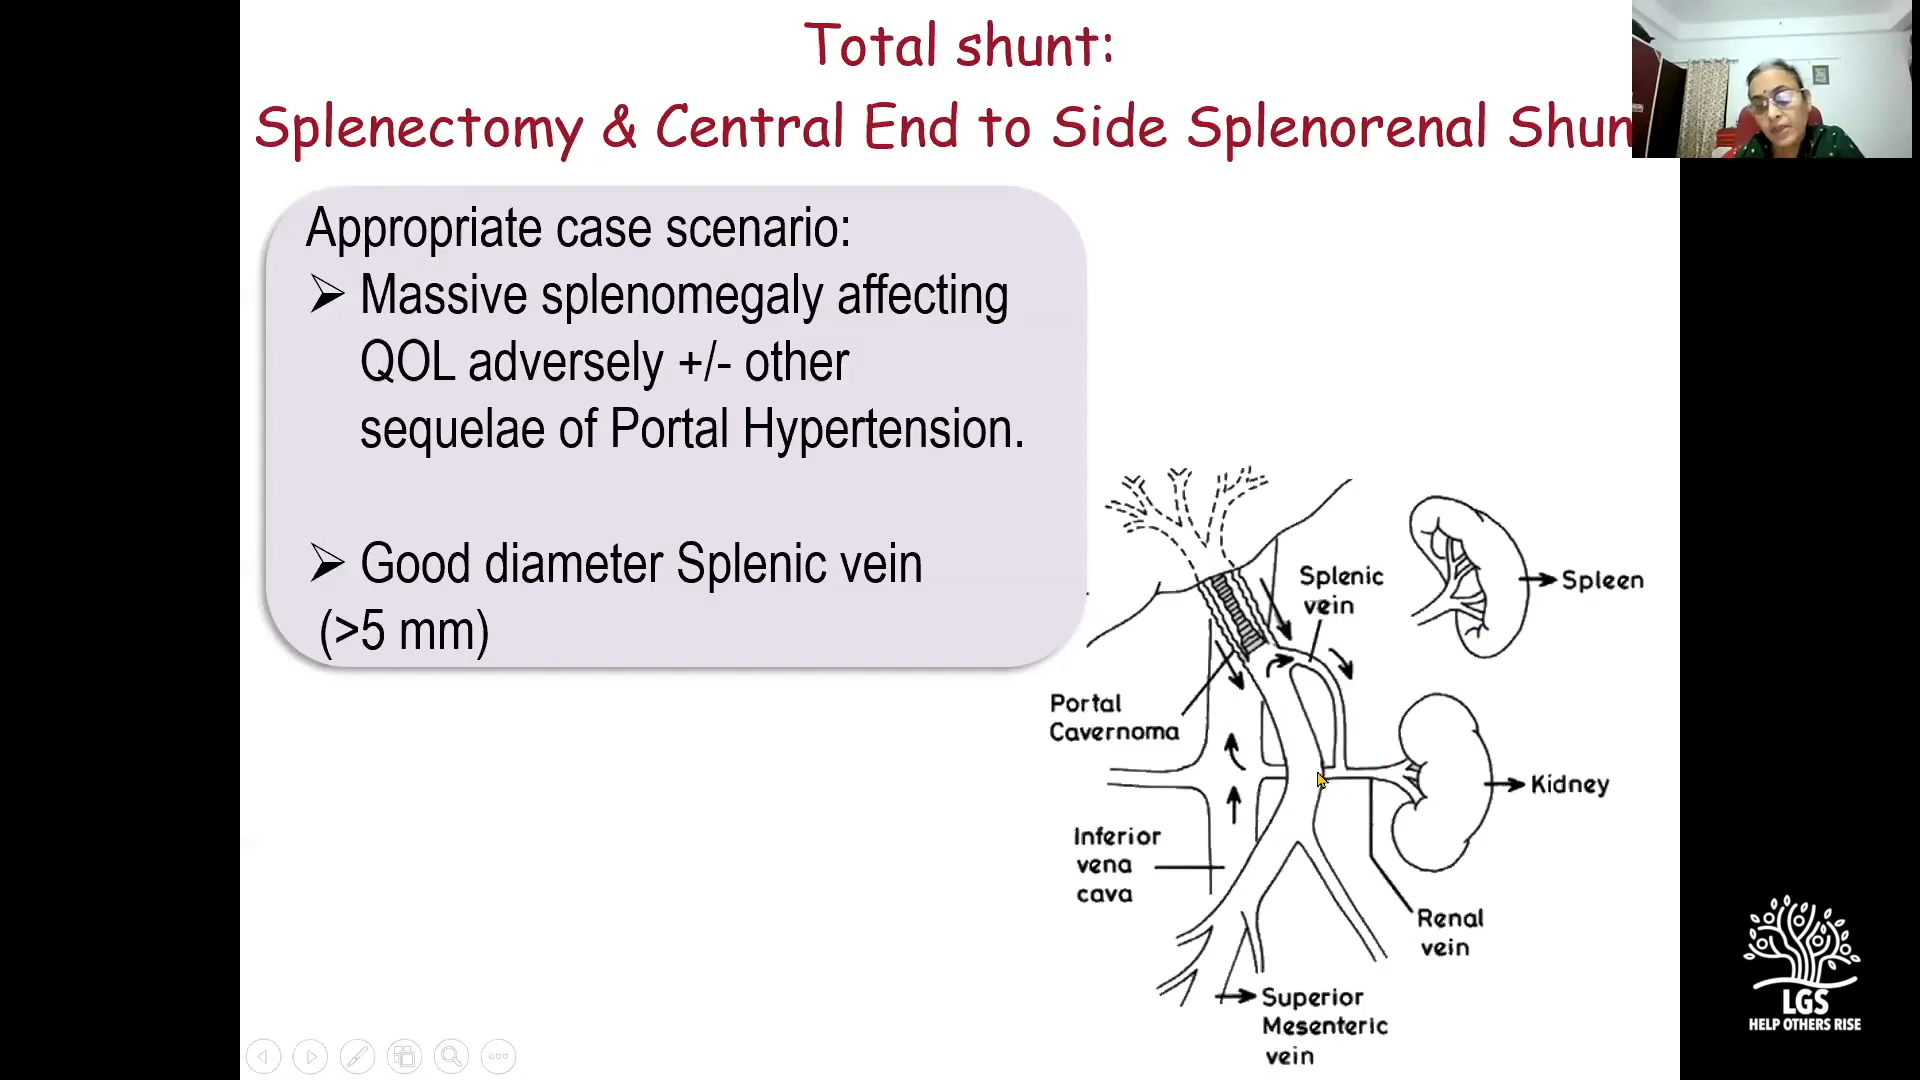 Total shunt:
Splenectomy & Central End to Side Splenorenal Shun
Appropriate case scenario:
➢ Massive splenomegaly affecting
QOL adversely +/- other
sequelae of Portal Hypertension.
➢ Good diameter Splenic vein
(>5 mm)
Splenic
vein
Spleen
Portal
Cavernoma
Kidney
Inferior
vena
cava
Renal
vein
Superior
Mesenteric
vein
LGS
HELP OTHERS RISE